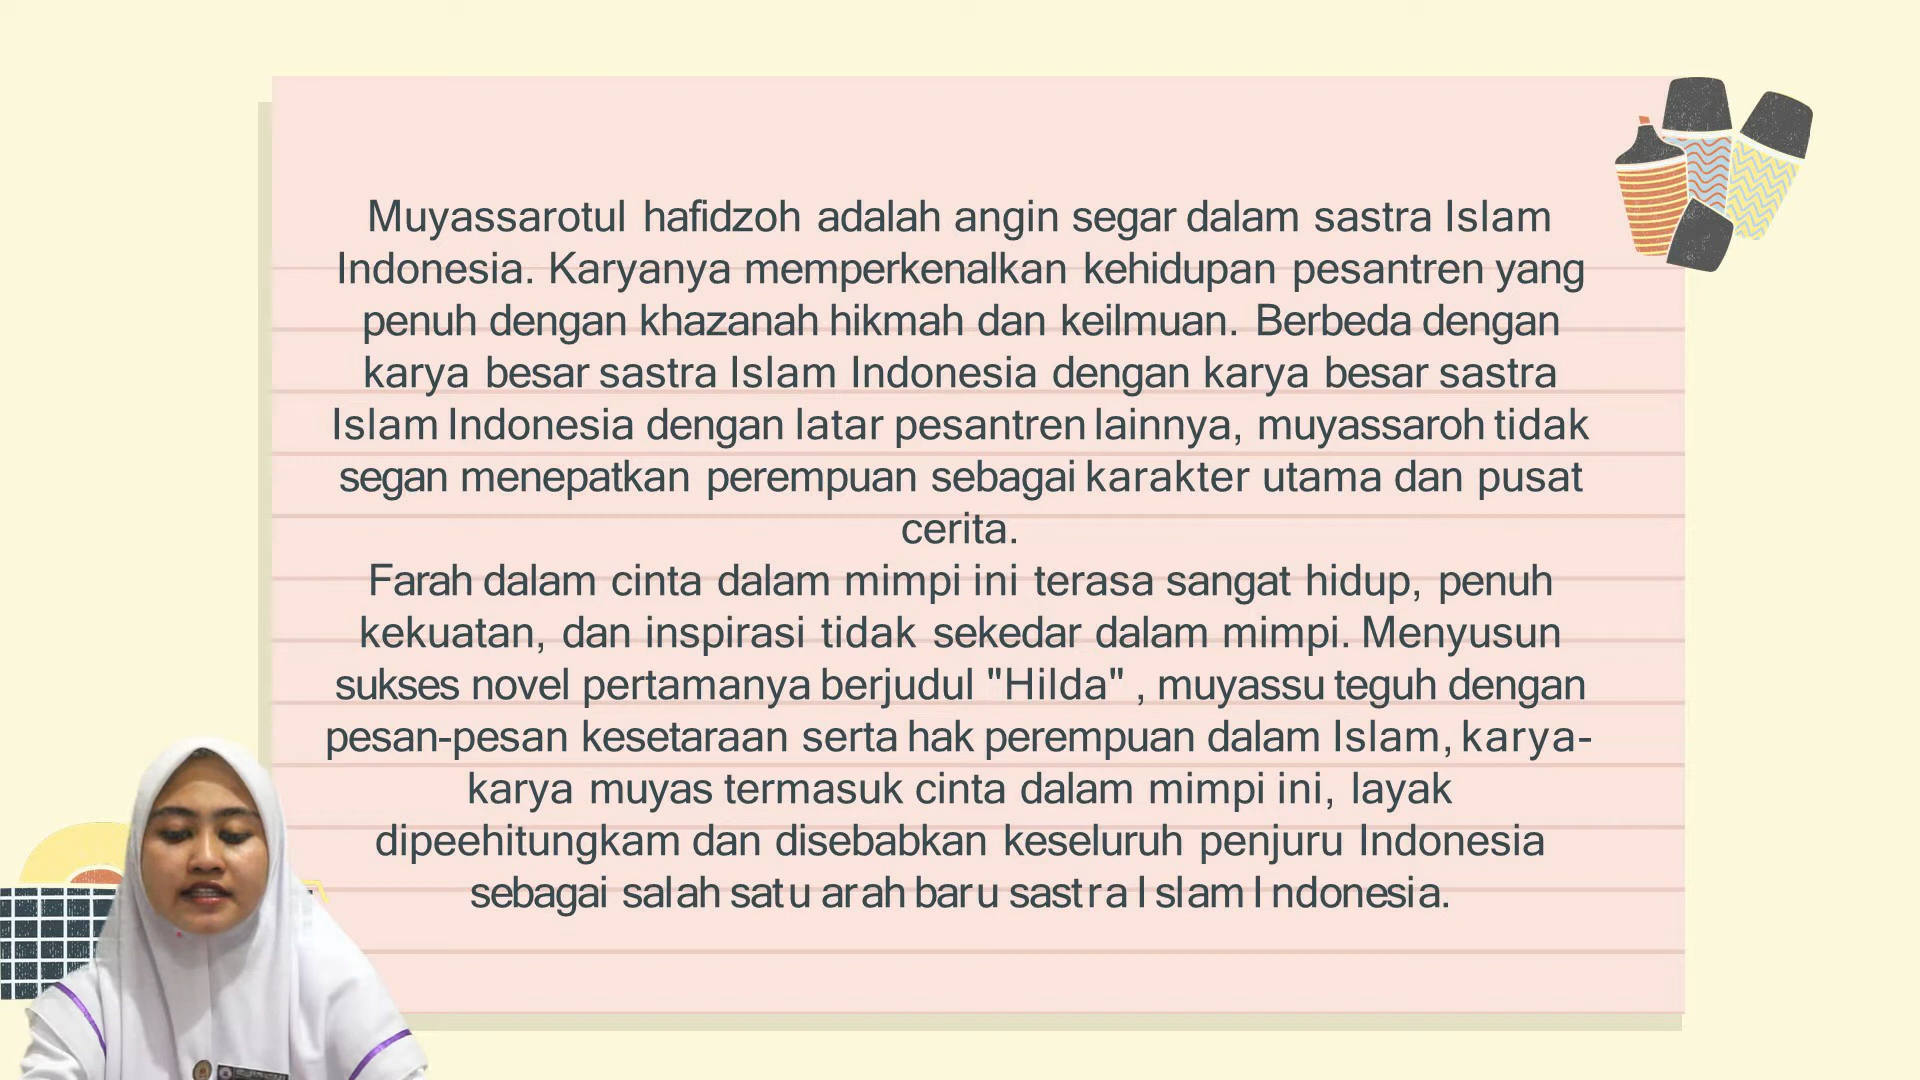 Muyassarotul hafidzoh adalah angin segar dalam sastra Islam
Indonesia. Karyanya memperkenalkan kehidupan pesantren yang
penuh dengan khazanah hikmah dan keilmuan. Berbeda dengan
karya besar sastra Islam Indonesia dengan karya besar sastra
Islam Indonesia dengan latar pesantren lainnya, muyassaroh tidak
segan menepatkan perempuan sebagai karakter utama dan pusat
cerita.
Farah dalam cinta dalam mimpi ini terasa sangat hidup, penuh
kekuatan, dan inspirasi tidak sekedar dalam mimpi. Menyusun
sukses novel pertamanya berjudul "Hilda" , muyassu teguh dengan
pesan-pesan kesetaraan serta hak perempuan dalam Islam, karya-
karya muyas termasuk cinta dalam mimpi ini, layak
dipeehitungkam dan disebabkan keseluruh penjuru Indonesia
sebagai salah satu arah baru sastra Islam Indonesia.